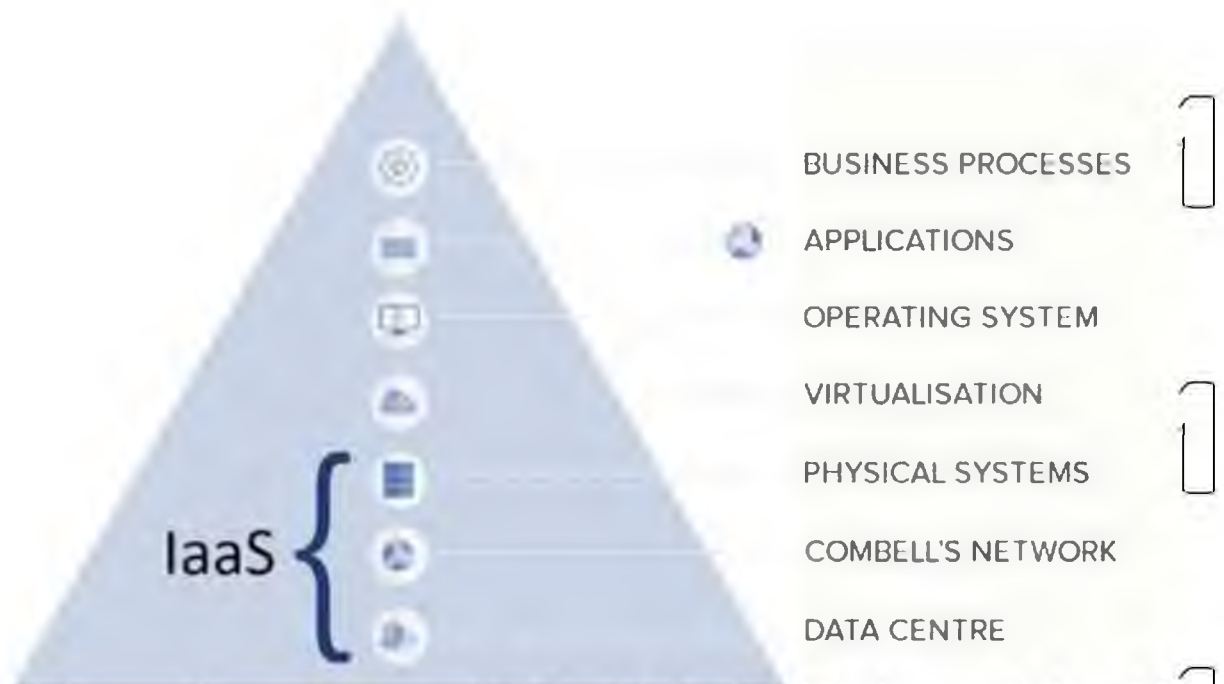 BUSINESS PROCESSES
APPLICATIONS
OPERATING SYSTEM
VIRTUALISATION
PHYSICAL SYSTEMS
IaaS
COMBELL'S NETWORK
DATA CENTRE